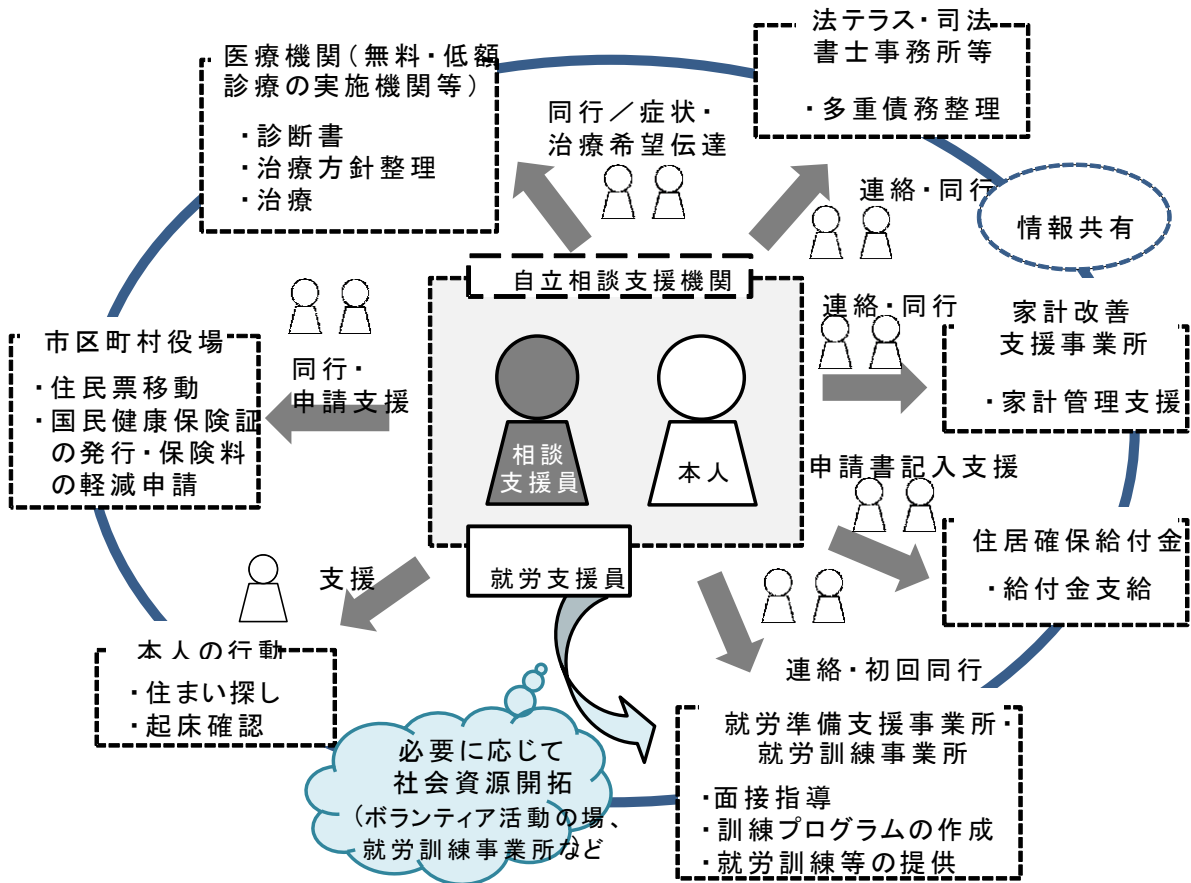 医療機関（無料・低額
診療の実施機関等）
・診断書
・治療方針整理
・治療
同行／症状・
治療希望伝達
法テラス・司法
書士事務所等
・多重債務整理
連絡・同行
情報共有
自立相談支援機関
相談
支援員
本人
就労支援員
連絡・同行
家計改善
支援事業所
・家計管理支援
市区町村役場
・住民票移動
・国民健康保険証
の発行・保険料
の軽減申請
同行・
申請支援
申請書記入支援
住居確保給付金
・給付金支給
支援
本人の行動
・住まい探し
・起床確認
連絡・初回同行
就労準備支援事業所・
就労訓練事業所
・面接指導
・訓練プログラムの作成
・就労訓練等の提供
必要に応じて
社会資源開拓
（ボランティア活動の場、
就労訓練事業所など